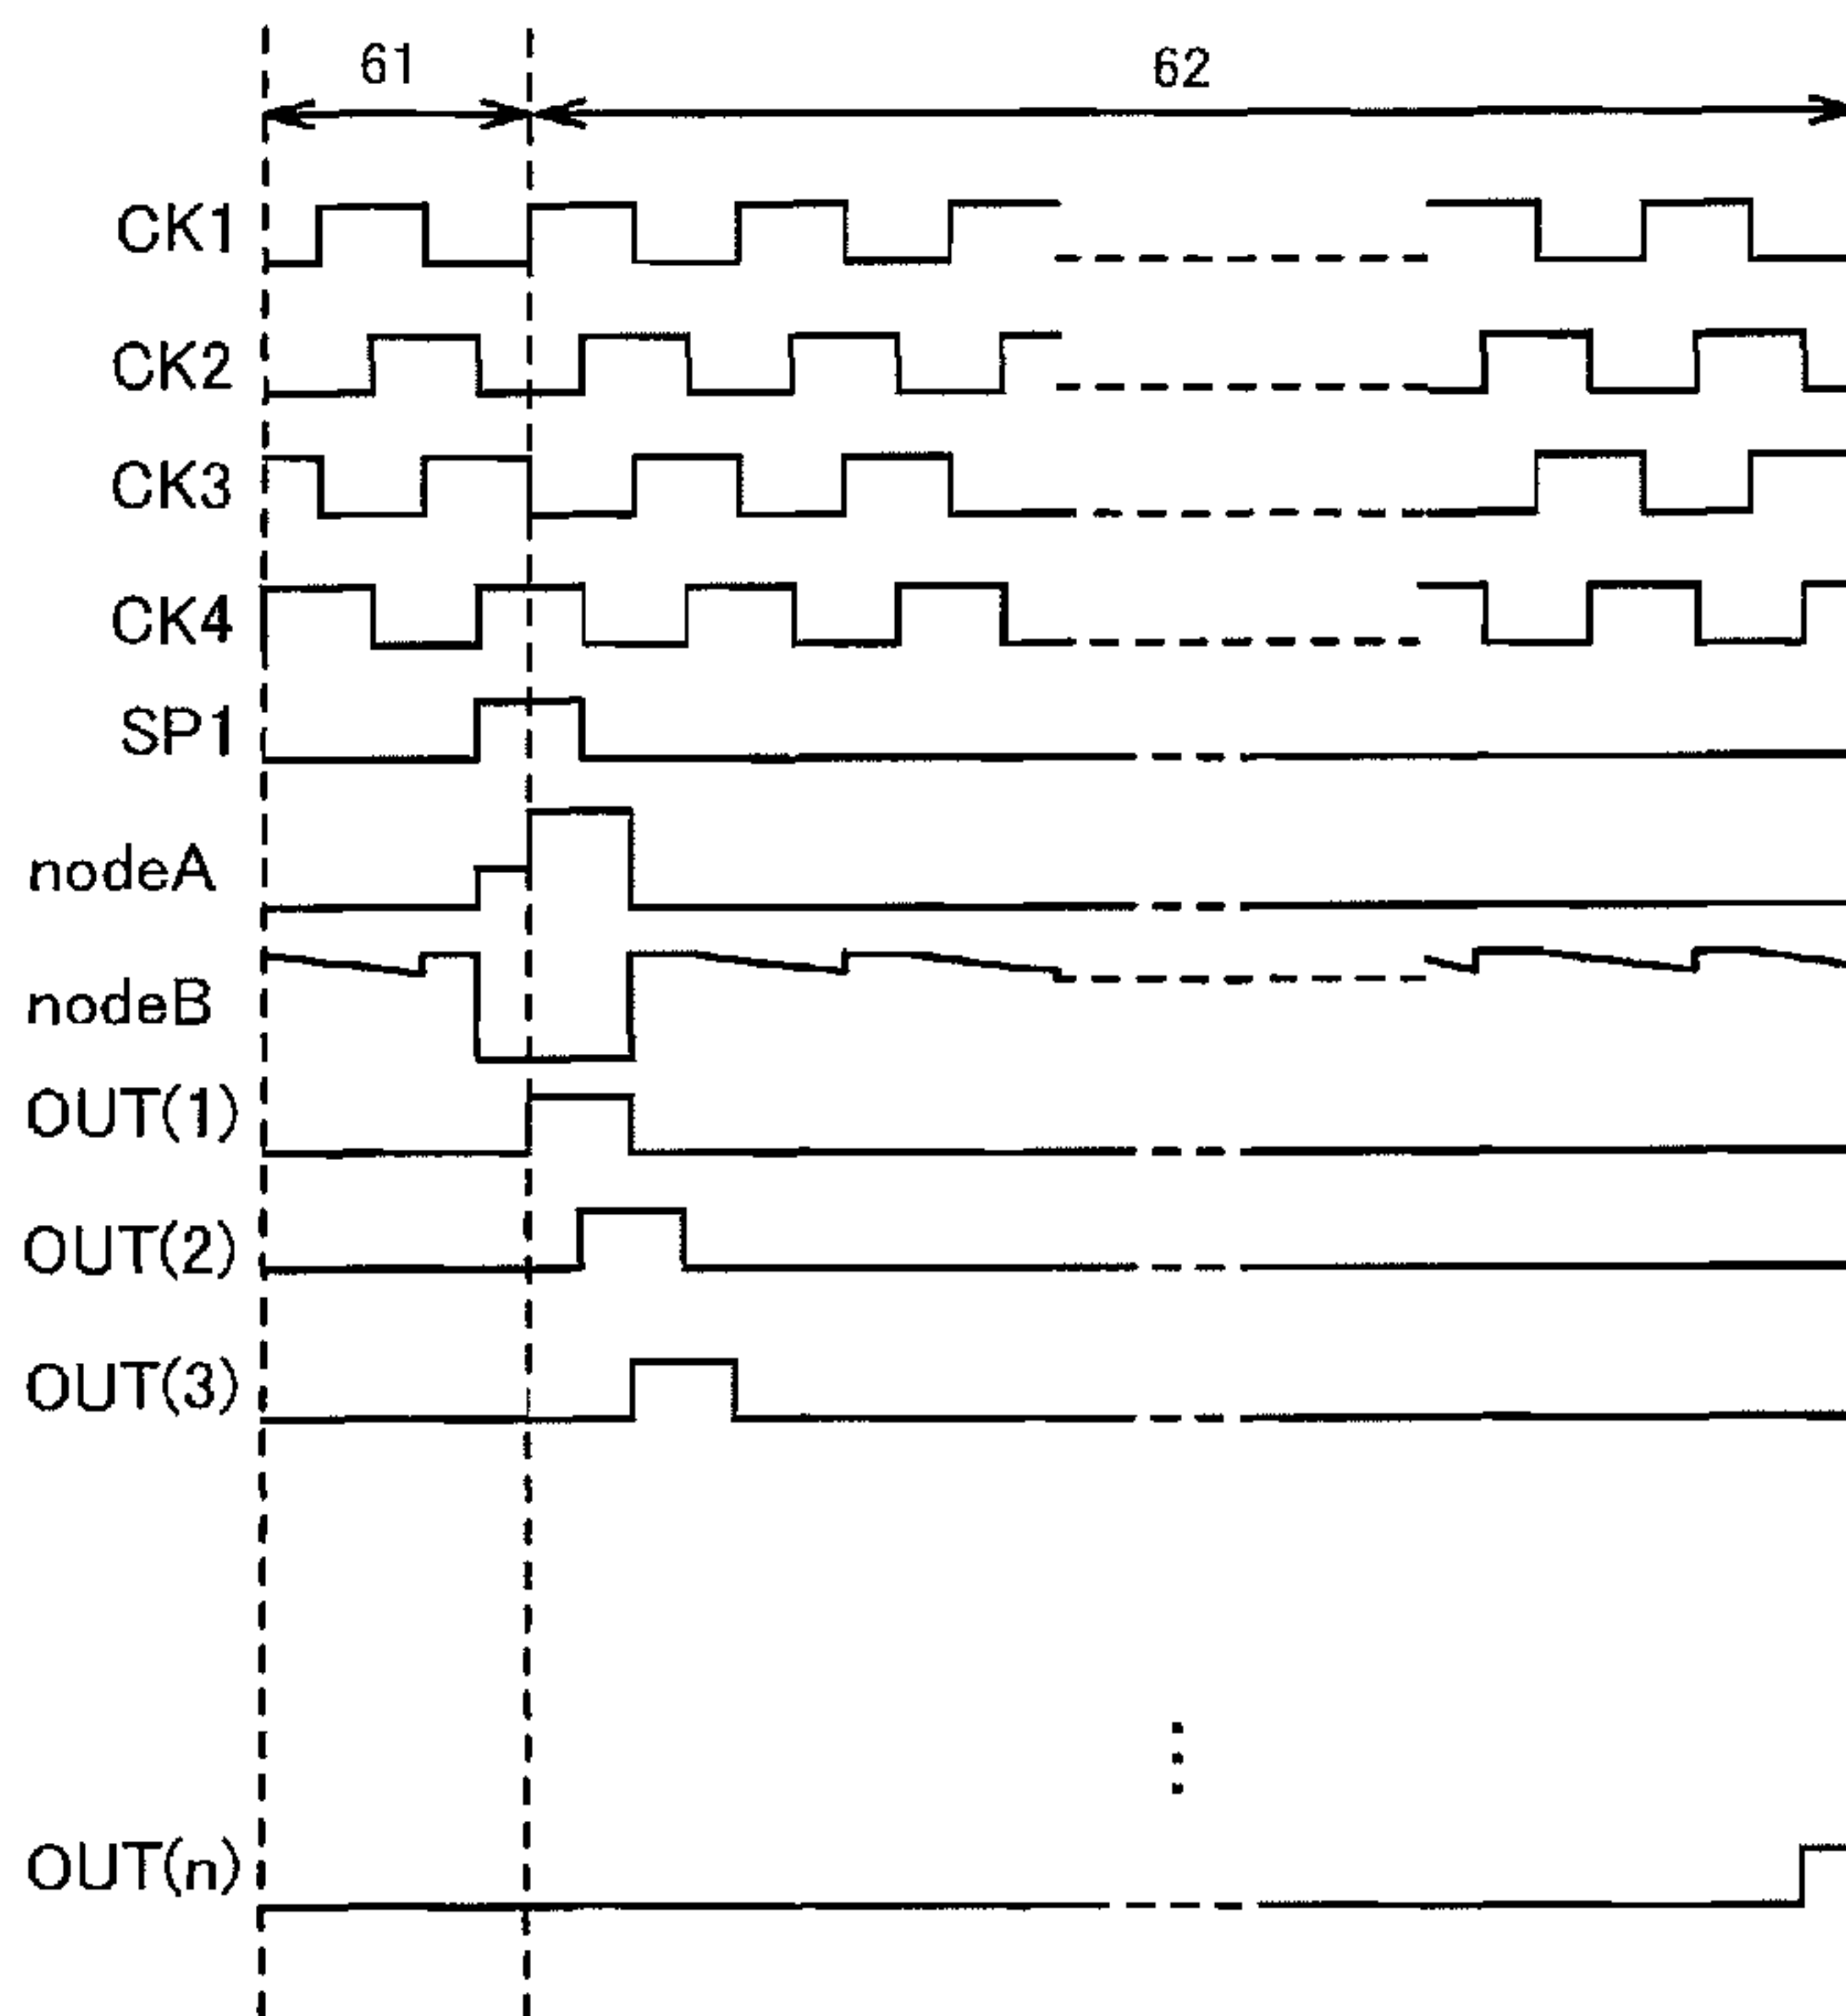 61 62
CK1
CK2
CK3
CK4
SP1
nodeA
nodeB
OUT(1)
OUT(2)
OUT(3)
OUT(n)